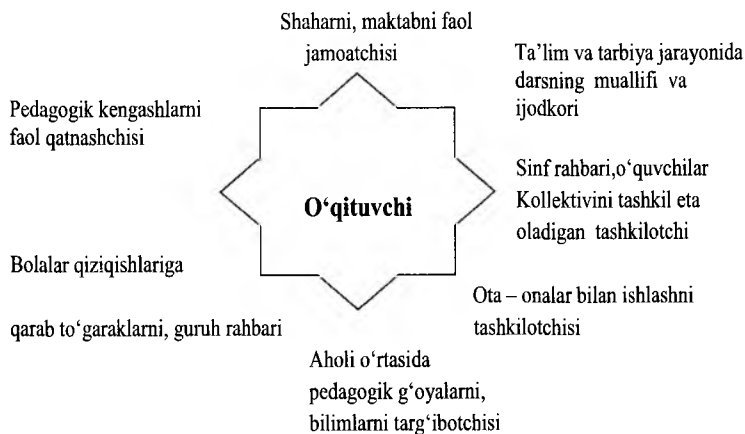 Shaharni, maktabni faol
jamoatchisi
Ta’lim va tarbiya jarayonida
darsning muallifi va
ijodkori
Pedagogik kengashlarni
faol qatnashchisi
Sinf rahbari,o‘quvchilar
Kollektivini tashkil eta
oladigan tashkilotchi
O‘qituvchi
Bolalar qiziqishlariga
qarab to‘garaklarni, guruh rahbari
Ota – onalar bilan ishlashni
tashkilotchisi
Aholi o‘rtasida
pedagogik g‘oyalarni,
bilimlarni targ‘ibotchisi